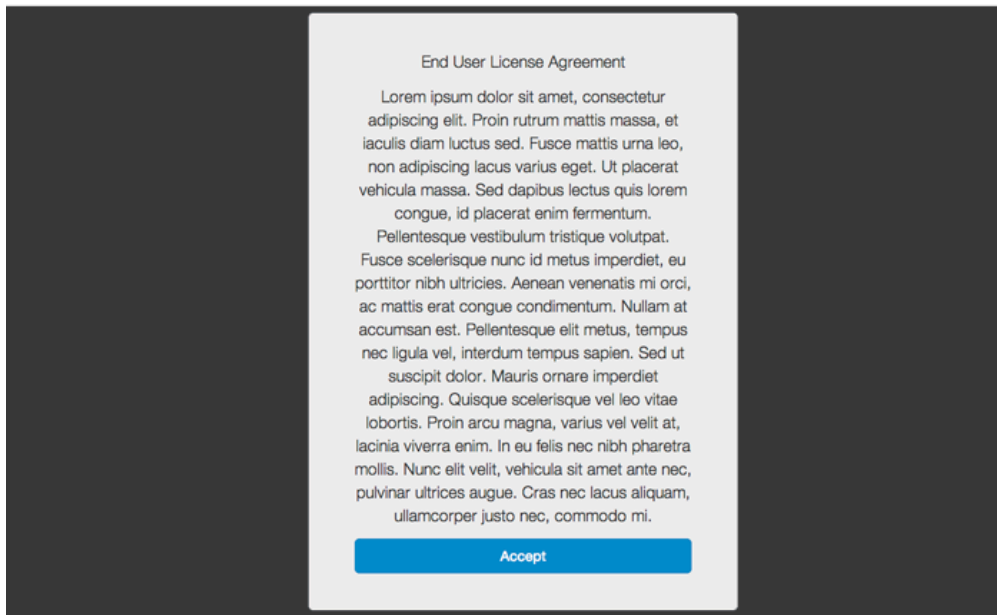 End User License Agreement
Lorem ipsum dolor sit amet, consectetur
adipiscing elit. Proin rutrum mattis massa, et
iaculis diam luctus sed. Fusce mattis urna leo,
non adipiscing lacus varius eget. Ut placerat
vehicula massa. Sed dapibus lectus quis lorem
congue, id placerat enim fermentum.
Pellentesque vestibulum tristique volutpat.
Fusce scelerisque nunc id metus imperdiet, eu
porttitor nibh ultricies. Aenean venenatis mi orci,
ac mattis erat congue condimentum. Nullam at
accumsan est. Pellentesque elit metus, tempus
nec ligula vel, interdum tempus sapien. Sed ut
suscipit dolor. Mauris ornare imperdiet
adipiscing. Quisque scelerisque vel leo vitae
lobortis. Proin arcu magna, varius vel velit at,
lacinia viverra enim. In eu felis nec nibh pharetra
mollis. Nunc elit velit, vehicula sit amet ante nec,
pulvinar ultrices augue. Cras nec lacus aliquam,
ullamcorper justo nec, commodo mi.
Accept